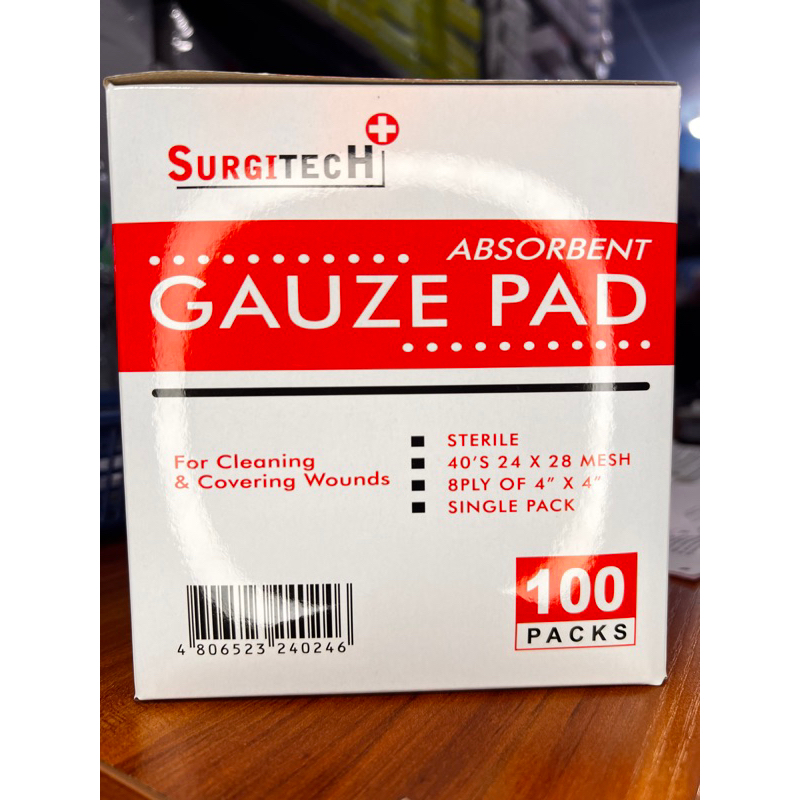 SURGITECH
ABSORBENT
GAUZE PAD
For Cleaning
& Covering Wounds
STERILE
40'S 24 X 28 MESH
8PLY OF 4" X 4"
SINGLE PACK
100
PACKS
4 806523 240246